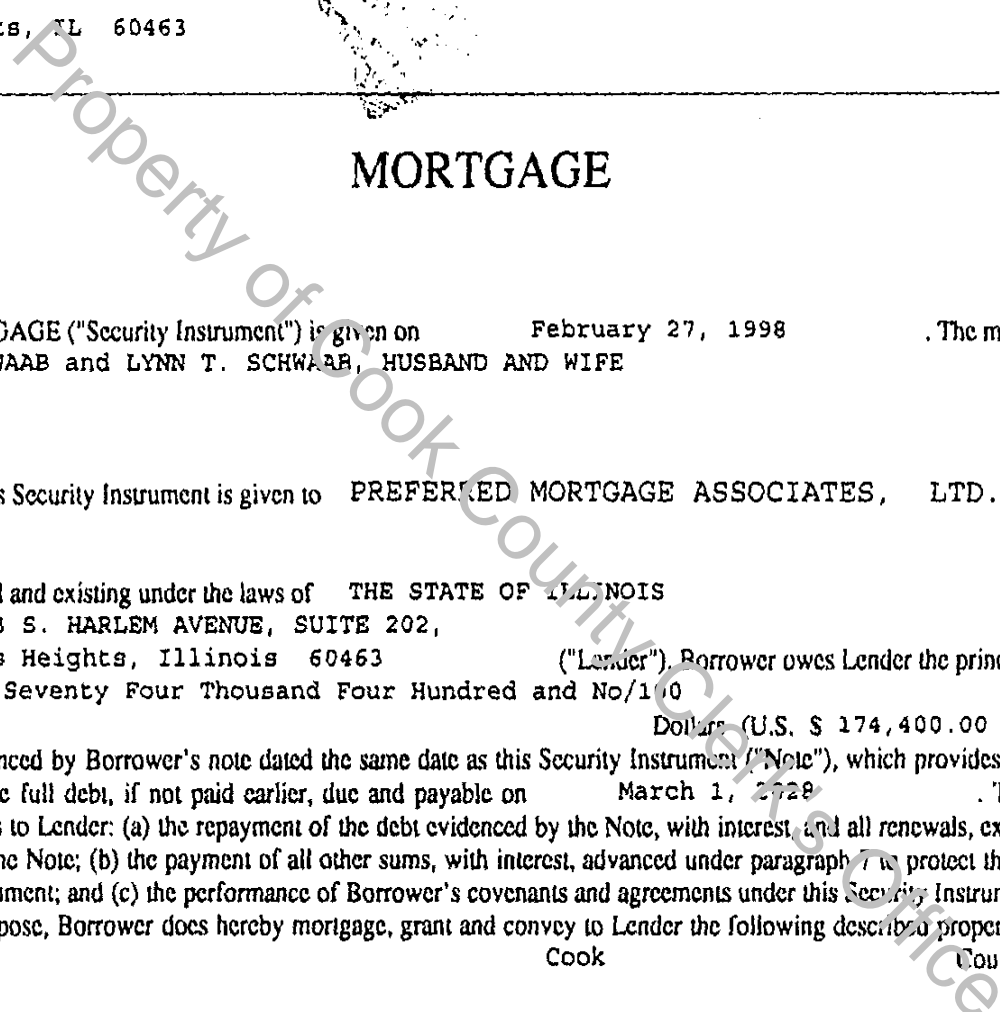 ts, IL 60463
MORTGAGE
GAGE ("Security Instrument") is given on February 27, 1998 . The m
WAAB and LYNN T. SCHWAAB, HUSBAND AND WIFE
s Security Instrument is given to PREFERRED MORTGAGE ASSOCIATES, LTD.
d and existing under the laws of THE STATE OF ILLINOIS
S. HARLEM AVENUE, SUITE 202,
s Heights, Illinois 60463 ("Lender"). Borrower owes Lender the princ
Seventy Four Thousand Four Hundred and No/100
Dollars (U.S. $ 174,400.00
nced by Borrower's note dated the same date as this Security Instrument ("Note"), which provides
e full debt, if not paid earlier, due and payable on March 1, 2028 . T
s to Lender: (a) the repayment of the debt evidenced by the Note, with interest, and all renewals, ex
he Note; (b) the payment of all other sums, with interest, advanced under paragraph 7 to protect th
ument; and (c) the performance of Borrower's covenants and agreements under this Security Instrum
pose, Borrower does hereby mortgage, grant and convey to Lender the following described proper
Cook Cou
Property of Cook County Clerk's Office